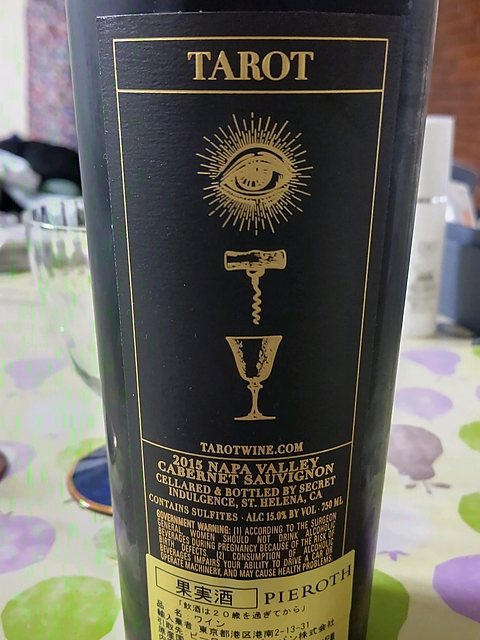 TAROT
TAROTWINE.COM
2015 NAPA VALLEY
CABERNET SAUVIGNON
CELLARED & BOTTLED BY SECRET
INDULGENCE, ST. HELENA, CA
CONTAINS SULFITES · ALC 15.0% BY VOL · 750 ML
GOVERNMENT WARNING: (1) ACCORDING TO THE SURGEON
GENERAL, WOMEN SHOULD NOT DRINK ALCOHOLIC
BEVERAGES DURING PREGNANCY BECAUSE OF THE RISK OF
BIRTH DEFECTS. CONSUMPTION OF ALCOHOLIC
BEVERAGES IMPAIRS YOUR ABILITY TO DRIVE A CAR OR
OPERATE MACHINERY, AND MAY CAUSE HEALTH PROBLEMS
果実酒 PIEROTH
「飲酒は20歳を過ぎてから」
品名 ワイン
東京都港区港南2-13-31